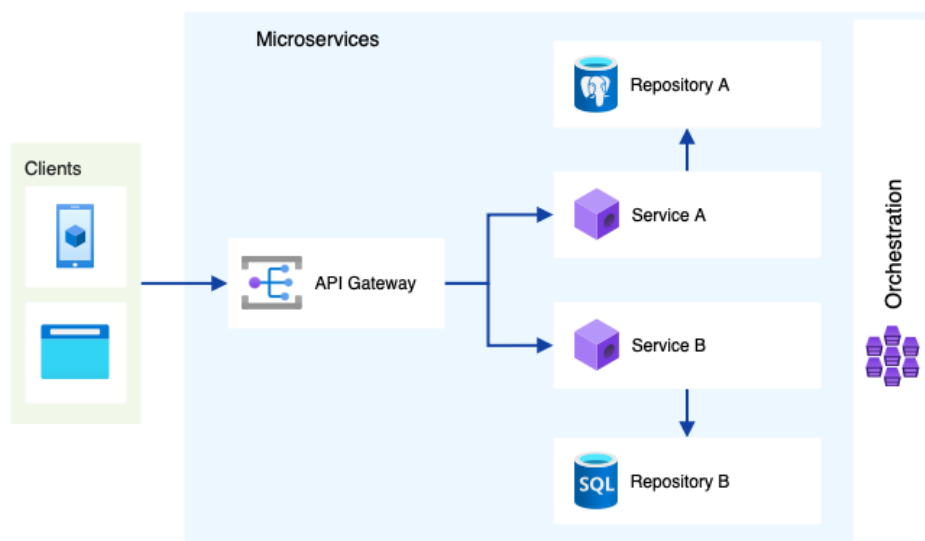 Microservices
Repository A
Clients
Service A
API Gateway
Orchestration
Service B
SQL
Repository B